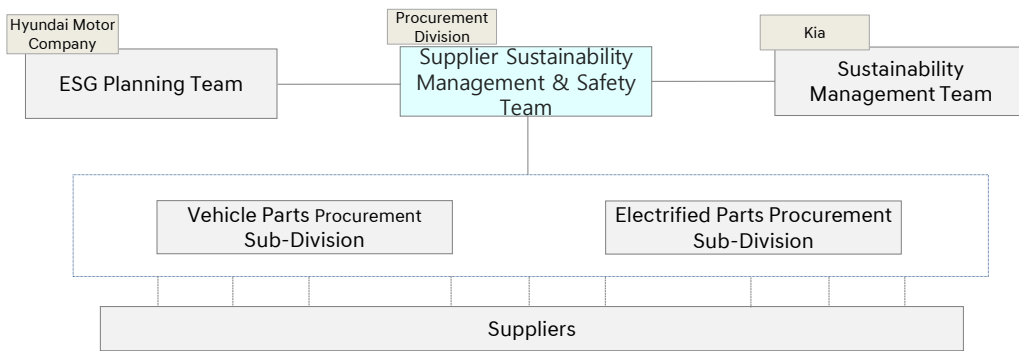 Hyundai Motor
Company
ESG Planning Team
Procurement
Division
Supplier Sustainability
Management & Safety
Team
Kia
Sustainability
Management Team
Vehicle Parts Procurement
Sub-Division
Electrified Parts Procurement
Sub-Division
Suppliers